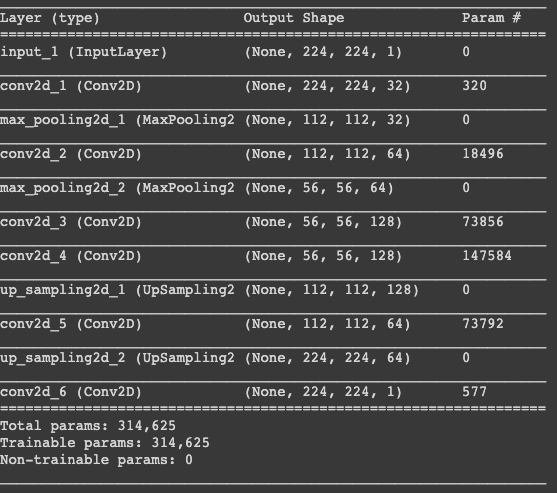 Layer (type) Output Shape Param #
input_1 (InputLayer) (None, 224, 224, 1) 0
conv2d_1 (Conv2D) (None, 224, 224, 32) 320
max_pooling2d_1 (MaxPooling2 (None, 112, 112, 32) 0
conv2d_2 (Conv2D) (None, 112, 112, 64) 18496
max_pooling2d_2 (MaxPooling2 (None, 56, 56, 64) 0
conv2d_3 (Conv2D) (None, 56, 56, 128) 73856
conv2d_4 (Conv2D) (None, 56, 56, 128) 147584
up_sampling2d_1 (UpSampling2 (None, 112, 112, 128) 0
conv2d_5 (Conv2D) (None, 112, 112, 64) 73792
up_sampling2d_2 (UpSampling2 (None, 224, 224, 64) 0
conv2d_6 (Conv2D) (None, 224, 224, 1) 577
Total params: 314,625
Trainable params: 314,625
Non-trainable params: 0